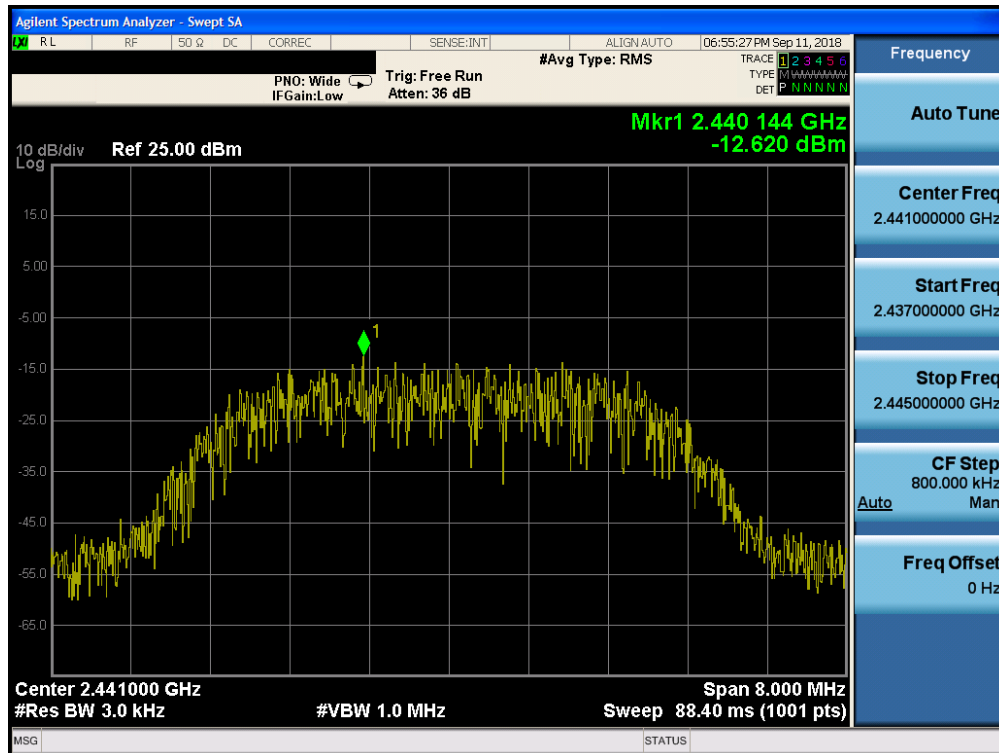 Agilent Spectrum Analyzer - Swept SA
LXI RL RF 50 Ω DC CORREC SENSE:INT ALIGN AUTO 06:55:27 PM Sep 11, 2018
#Avg Type: RMS TRACE 1 2 3 4 5 6
PNO: Wide Trig: Free Run TYPE M WWWWW
IFGain:Low Atten: 36 dB DET P N N N N N
Mkr1 2.440 144 GHz
-12.620 dBm
10 dB/div Ref 25.00 dBm
Log
15.0
5.00
-5.00
1
-15.0
-25.0
-35.0
-45.0
-55.0
-65.0
Center 2.441000 GHz Span 8.000 MHz
#Res BW 3.0 kHz #VBW 1.0 MHz Sweep 88.40 ms (1001 pts)
MSG STATUS
Frequency
Auto Tune
Center Freq
2.441000000 GHz
Start Freq
2.437000000 GHz
Stop Freq
2.445000000 GHz
CF Step
800.000 kHz
Auto Man
Freq Offset
0 Hz